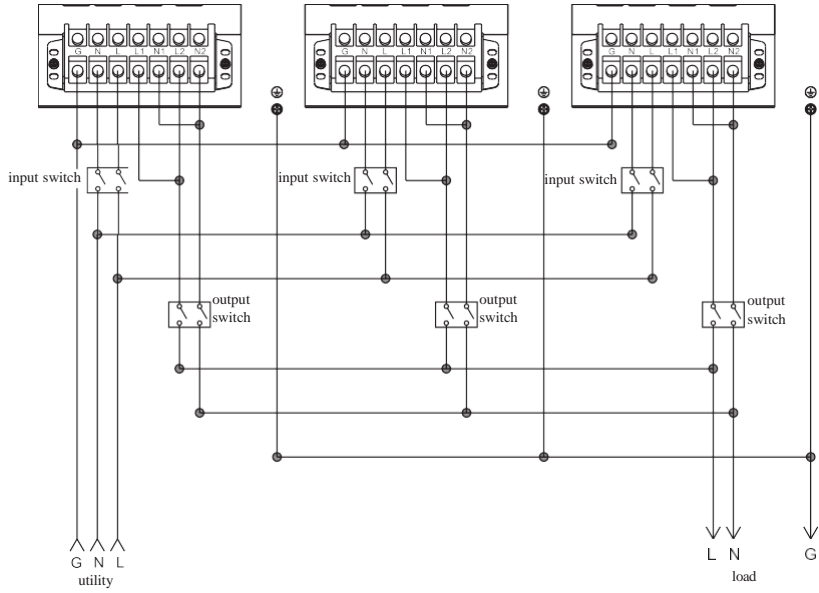 G N L L1 N1 L2 N2
G N L L1 N1 L2 N2
G N L L1 N1 L2 N2
input switch
input switch
input switch
output
switch
output
switch
output
switch
G N L
utility
L N
load
G